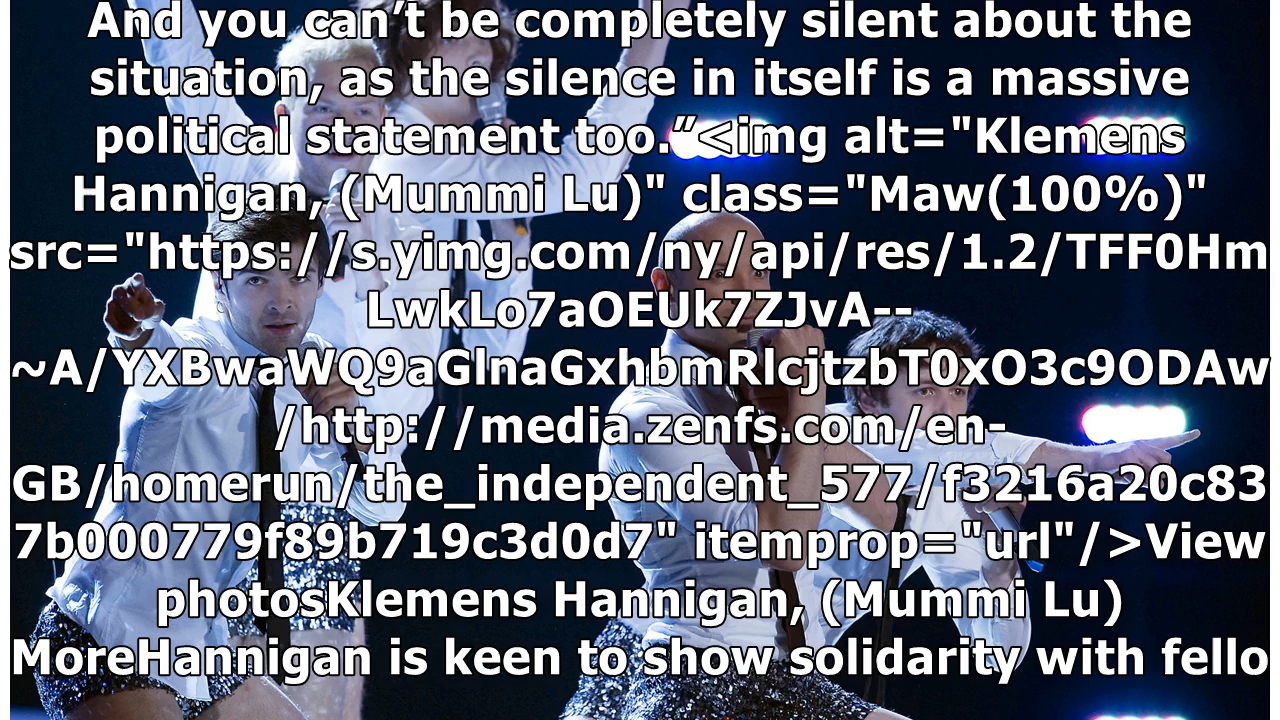 And you can’t be completely silent about the
situation, as the silence in itself is a massive
political statement too.”<img alt="Klemens
Hannigan, (Mummi Lu)" class="Maw(100%)"
src="https://s.yimg.com/ny/api/res/1.2/TFF0Hm
LwkLo7aOEUk7ZJvA--
~A/YXBwaWQ9aGlnaGxhbmRlcjtzbT0xO3c9ODAw
/http://media.zenfs.com/en-
GB/homerun/the_independent_577/f3216a20c83
7b000779f89b719c3d0d7" itemprop="url"/>View
photosKlemens Hannigan, (Mummi Lu)
MoreHannigan is keen to show solidarity with fello